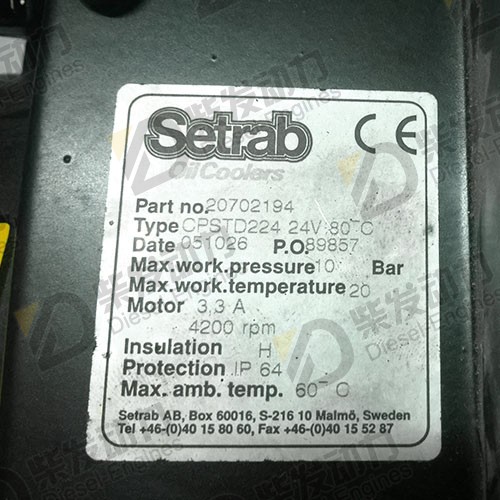 Setrab
Oil Coolers
CE
Part no. 20702194
Type CPSTD224 24V 80°C
Date 051026 P.O. 89857
Max.work.pressure 10 Bar
Max.work.temperature 20
Motor 3,3 A
4200 rpm
Insulation H
Protection IP 64
Max. amb. temp. 60°C
Setrab AB, Box 60016, S-216 10 Malmö, Sweden
Tel +46-(0)40 15 80 60, Fax +46-(0)40 15 52 87
柴发动力
Diesel Engines